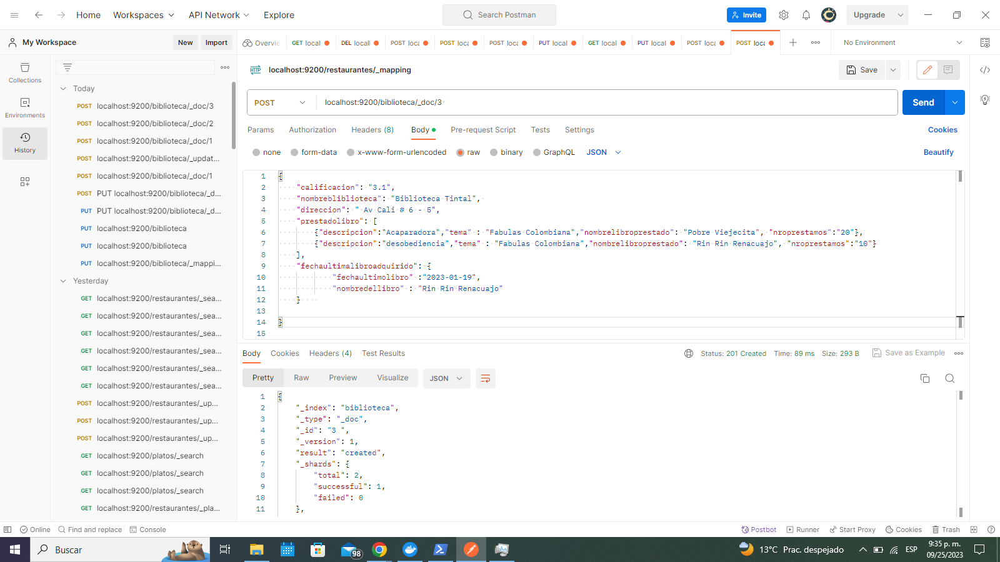 Home Workspaces API Network Explore Search Postman Invite Upgrade
My Workspace New Import Overvie GET local DEL locall POST loca POST loca POST loca PUT local GET local PUT local POST loca POST loca No Environment
Collections
Environments
History
Today
POST localhost:9200/biblioteca/_doc/3
POST localhost:9200/biblioteca/_doc/2
POST localhost:9200/biblioteca/_doc/1
POST localhost:9200/biblioteca/_updat...
POST localhost:9200/biblioteca/_doc/1
POST PUT localhost:9200/biblioteca/_d...
PUT PUT localhost:9200/biblioteca/_d...
PUT localhost:9200/biblioteca
PUT localhost:9200/biblioteca
PUT localhost:9200/biblioteca/_mappi...
Yesterday
GET localhost:9200/restaurantes/_sea...
GET localhost:9200/restaurantes/_sea...
GET localhost:9200/restaurantes/_sea...
GET localhost:9200/restaurantes/_sea...
GET localhost:9200/restaurantes/_sea...
GET localhost:9200/restaurantes/_sea...
POST localhost:9200/restaurantes/_up...
POST localhost:9200/restaurantes/_up...
POST localhost:9200/restaurantes/_up...
GET localhost:9200/platos/_search
GET localhost:9200/platos/_search
GET localhost:9200/platos/_search
GET localhost:9200/restaurantes/_pla...
HTTP localhost:9200/restaurantes/_mapping Save
POST localhost:9200/biblioteca/_doc/3 Send
Params Authorization Headers (8) Body Pre-request Script Tests Settings Cookies
none form-data x-www-form-urlencoded raw binary GraphQL JSON Beautify
1 {
2 "calificacion": "3.1",
3 "nombrebliblioteca": "Biblioteca Tintal",
4 "direccion": " Av Cali # 6 - 5",
5 "prestadolibro": [
6 {"descripcion":"Acaparadora","tema" : "Fabulas Colombiana","nombrelibroprestado": "Pobre Viejecita", "nroprestamos":"20"},
7 {"descripcion":"desobediencia","tema" : "Fabulas Colombiana","nombrelibroprestado": "Rin Rin Renacuajo", "nroprestamos":"10"}
8 ],
9 "fechaultimalibroadquirido": {
10 "fechaultimolibro" :"2023-01-19",
11 "nombredellibro" : "Rin Rin Renacuajo"
12 }
13
14 }
15
Body Cookies Headers (4) Test Results Status: 201 Created Time: 89 ms Size: 293 B Save as Example
Pretty Raw Preview Visualize JSON
1 {
2 "_index": "biblioteca",
3 "_type": "_doc",
4 "_id": "3 ",
5 "_version": 1,
6 "result": "created",
7 "_shards": {
8 "total": 2,
9 "successful": 1,
10 "failed": 0
11 },
Online Find and replace Console Postbot Runner Start Proxy Cookies Trash
Buscar 98 13°C Prac. despejado ESP 9:35 p. m.
09/25/2023